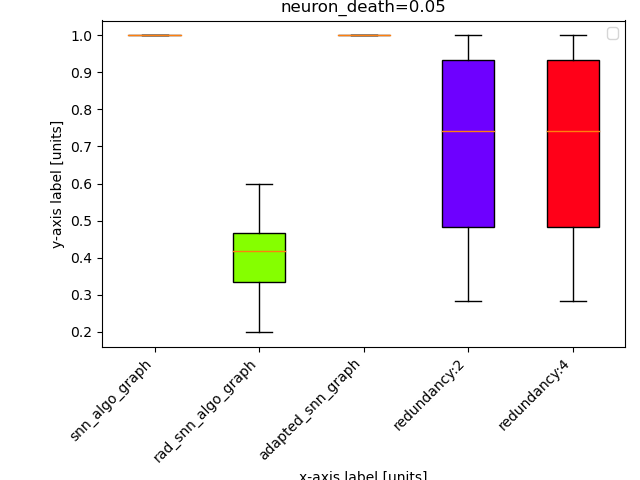 neuron_death=0.05
1.0
0.9
0.8
0.7
0.6
0.5
0.4
0.3
0.2
y-axis label [units]
snn_algo_graph
rad_snn_algo_graph
adapted_snn_graph
redundancy:2
redundancy:4
x-axis label [units]